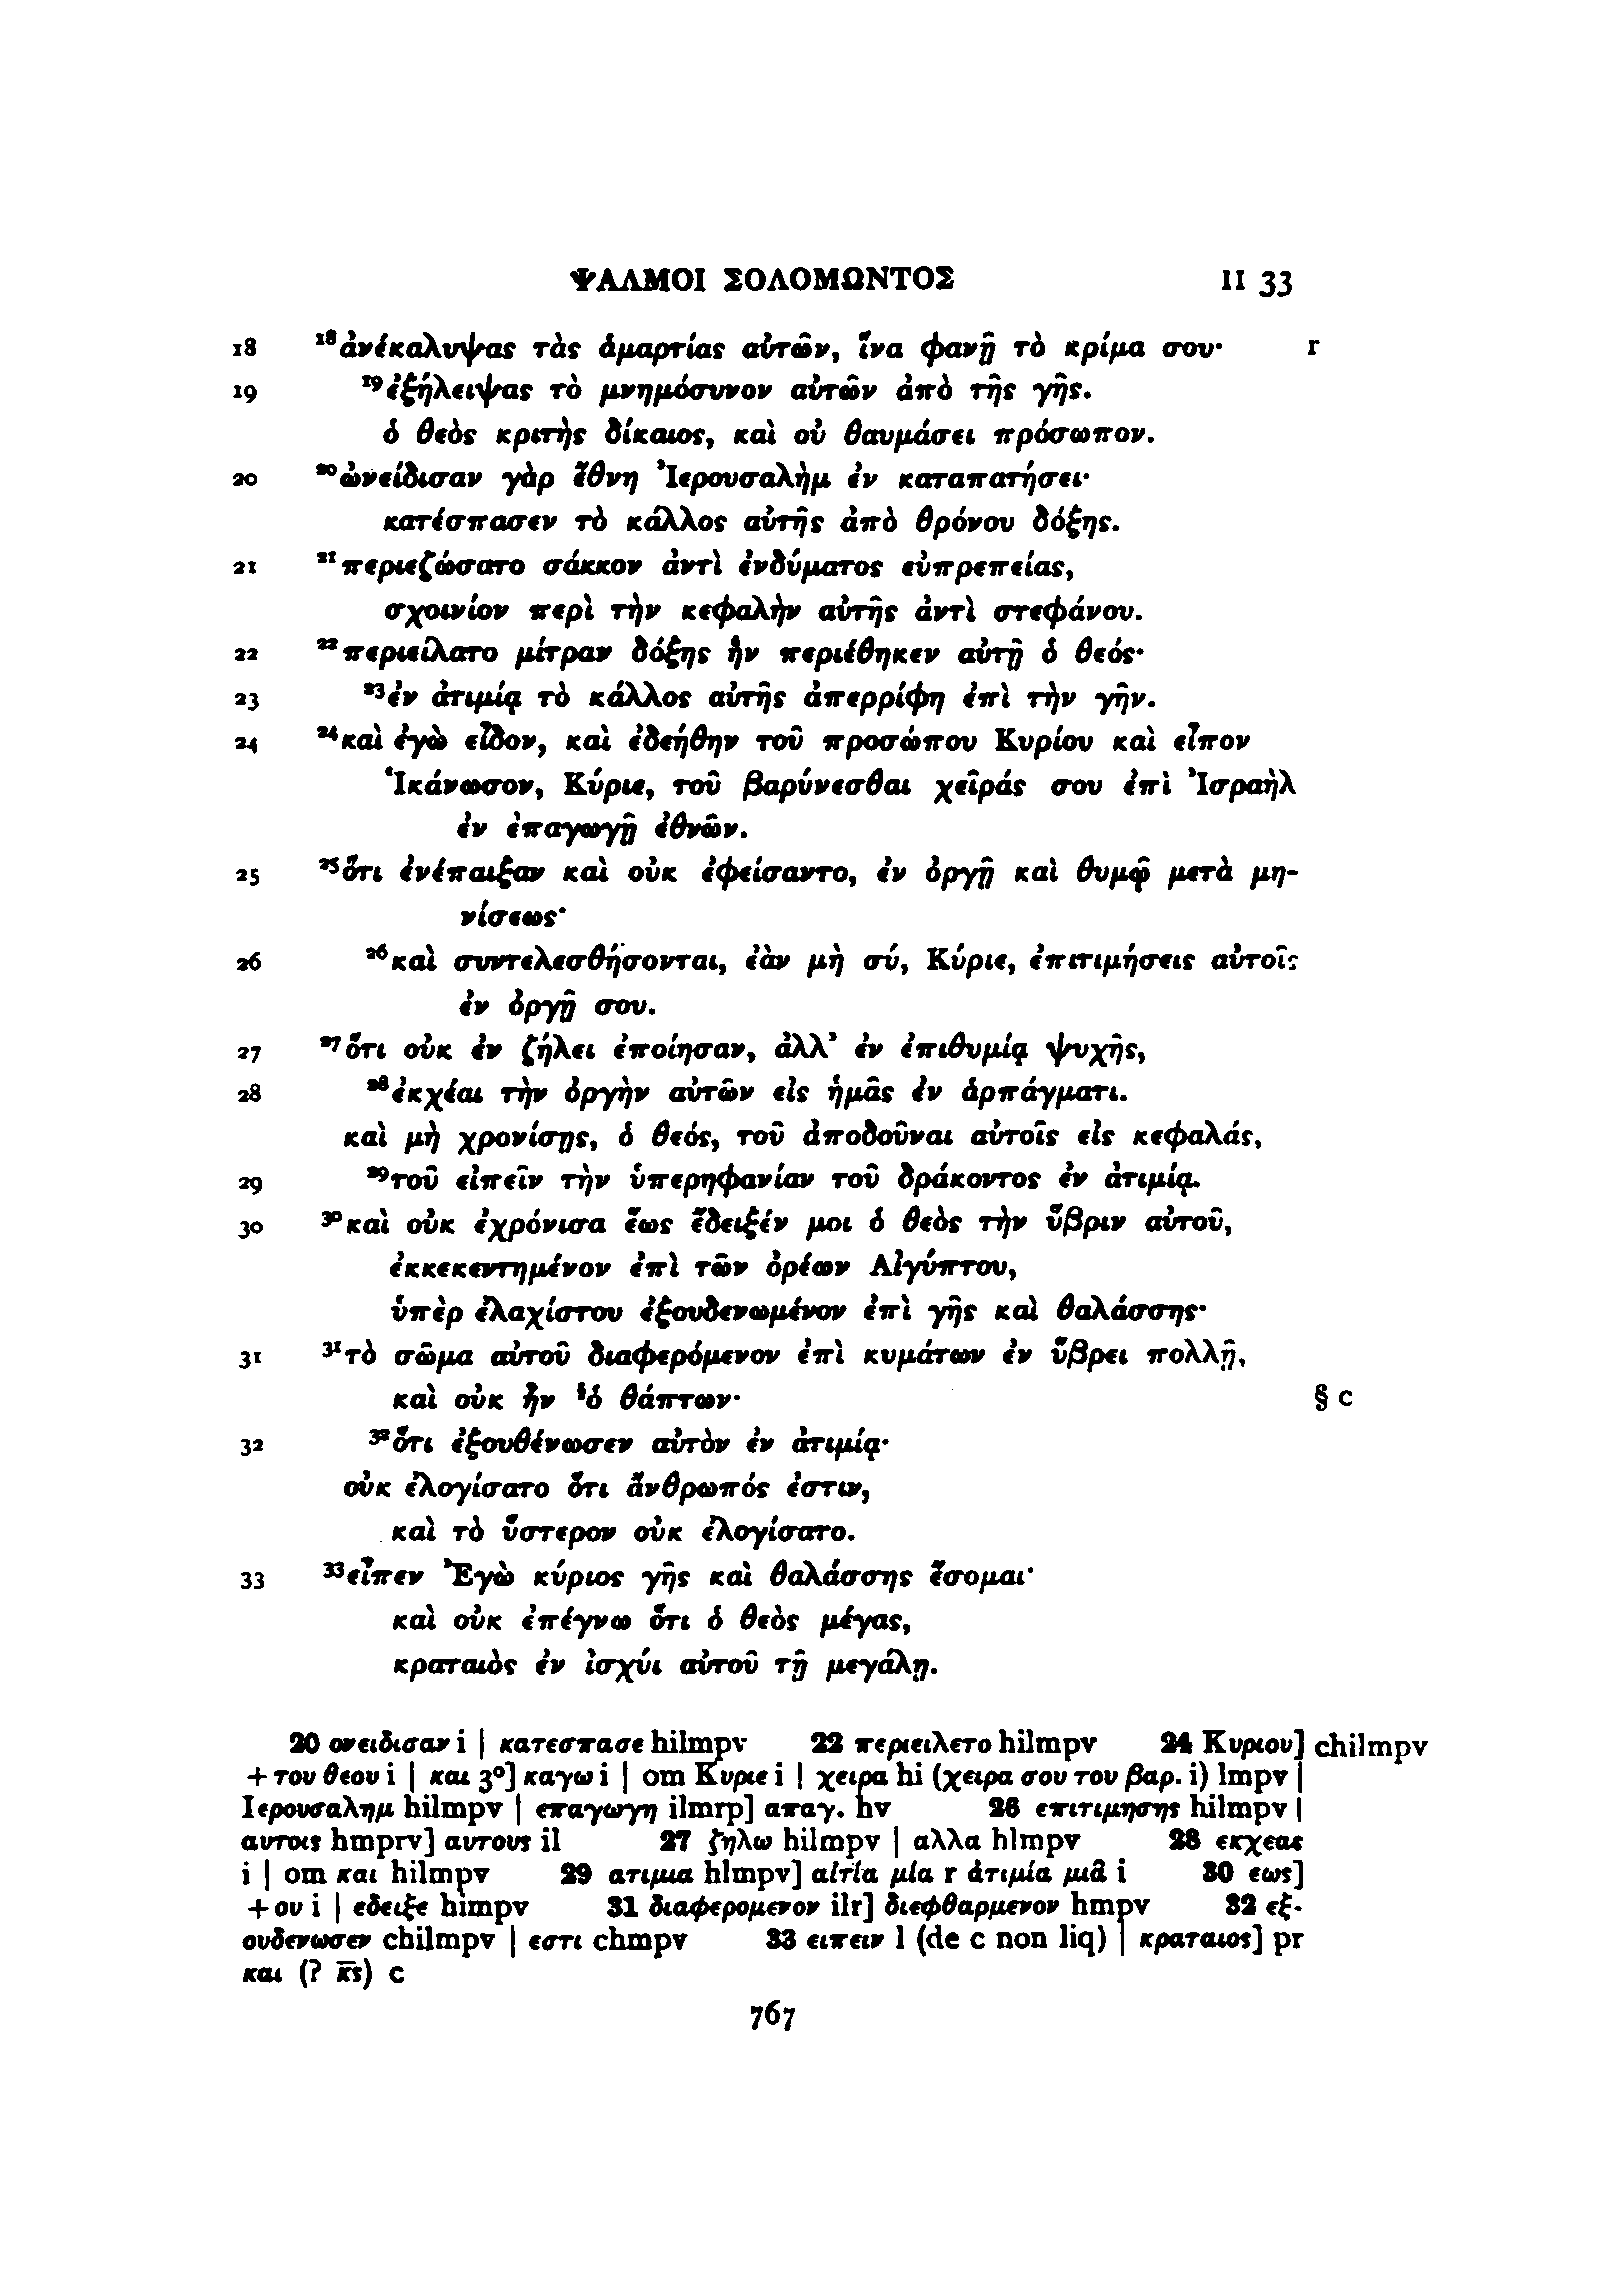 ΨΑΛΜΟΙ ΣΟΛΟΜΩΝΤΟΣ II 33
18 ¹⁸ἀνέκαλυψας τὰς ἁμαρτίας αὐτῶν, ἵνα φανῇ τὸ κρίμα σου· r
19 ¹⁹ἐξήλειψας τὸ μνημόσυνον αὐτῶν ἀπὸ τῆς γῆς.
ὁ θεὸς κριτὴς δίκαιος, καὶ οὐ θαυμάσει πρόσωπον.
20 ²⁰ὠνείδισαν γὰρ ἔθνη Ἰερουσαλὴμ ἐν καταπατήσει·
κατέσπασεν τὸ κάλλος αὐτῆς ἀπὸ θρόνου δόξης.
21 ²¹περιεζώσατο σάκκον ἀντὶ ἐνδύματος εὐπρεπείας,
σχοινίον περὶ τὴν κεφαλὴν αὐτῆς ἀντὶ στεφάνου.
22 ²²περιείλατο μίτραν δόξης ἣν περιέθηκεν αὐτῇ ὁ θεός·
23 ²³ἐν ἀτιμίᾳ τὸ κάλλος αὐτῆς ἀπερρίφη ἐπὶ τὴν γῆν.
24 ²⁴καὶ ἐγὼ εἶδον, καὶ ἐδεήθην τοῦ προσώπου Κυρίου καὶ εἶπον
Ἱκάνωσον, Κύριε, τοῦ βαρύνεσθαι χεῖράς σου ἐπὶ Ἰσραὴλ
ἐν ἐπαγωγῇ ἐθνῶν.
25 ²⁵ὅτι ἐνέπαιξαν καὶ οὐκ ἐφείσαντο, ἐν ὀργῇ καὶ θυμῷ μετὰ μη-
νίσεως·
26 ²⁶καὶ συντελεσθήσονται, ἐὰν μὴ σύ, Κύριε, ἐπιτιμήσεις αὐτοῖς
ἐν ὀργῇ σου.
27 ²⁷ὅτι οὐκ ἐν ζήλει ἐποίησαν, ἀλλ’ ἐν ἐπιθυμίᾳ ψυχῆς,
28 ²⁸ἐκχέαι τὴν ὀργὴν αὐτῶν εἰς ἡμᾶς ἐν ἁρπάγματι.
καὶ μὴ χρονίσῃς, ὁ θεός, τοῦ ἀποδοῦναι αὐτοῖς εἰς κεφαλάς,
29 ²⁹τοῦ εἰπεῖν τὴν ὑπερηφανίαν τοῦ δράκοντος ἐν ἀτιμίᾳ.
30 ³⁰καὶ οὐκ ἐχρόνισα ἕως ἔδειξέν μοι ὁ θεὸς τὴν ὕβριν αὐτοῦ,
ἐκκεκεντημένον ἐπὶ τῶν ὀρέων Αἰγύπτου,
ὑπὲρ ἐλαχίστου ἐξουδενωμένον ἐπὶ γῆς καὶ θαλάσσης·
31 ³¹τὸ σῶμα αὐτοῦ διαφερόμενον ἐπὶ κυμάτων ἐν ὕβρει πολλῇ,
καὶ οὐκ ἦν §ὁ θάπτων· § c
32 ³²ὅτι ἐξουθένωσεν αὐτὸν ἐν ἀτιμίᾳ·
οὐκ ἐλογίσατο ὅτι ἄνθρωπός ἐστιν,
καὶ τὸ ὕστερον οὐκ ἐλογίσατο.
33 ³³εἶπεν Ἐγὼ κύριος γῆς καὶ θαλάσσης ἔσομαι·
καὶ οὐκ ἐπέγνω ὅτι ὁ θεὸς μέγας,
κραταιὸς ἐν ἰσχύι αὐτοῦ τῇ μεγάλῃ.
20 ονειδισαν i | κατεσπασε hilmpv 22 περιειλετο hilmpv 24 Κυριου] chilmpv
+ του θεου i | και 3º] καγω i | om Κυριε i | χειρα hi (χειρα σου του βαρ. i) lmpv |
Ιερουσαλημ hilmpv | επαγωγη ilmrp] απαγ. hv 26 επιτιμησης hilmpv |
αυτοις hmprv] αυτους il 27 ζηλω hilmpv | αλλα hlmpv 28 εκχεας
i | om και hilmpv 29 ατιμια hlmpv] αἰτία μία r ἀτιμία μιᾶ i 30 εως]
+ ου i | εδειξε himpv 31 διαφερομενον ilr] διεφθαρμενον hmpv 32 εξ-
ουδενωσεν chilmpv | εστι chmpv 33 ειπειν l (de c non liq) | κραταιος] pr
και (? κ̅ς̅) c
767